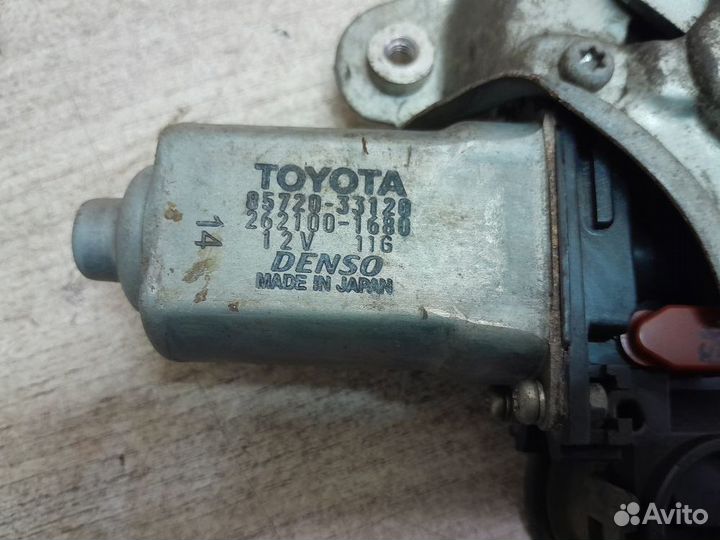 TOYOTA
85720-33120
262100-1680
12V 11G
DENSO
MADE IN JAPAN
14
Avito